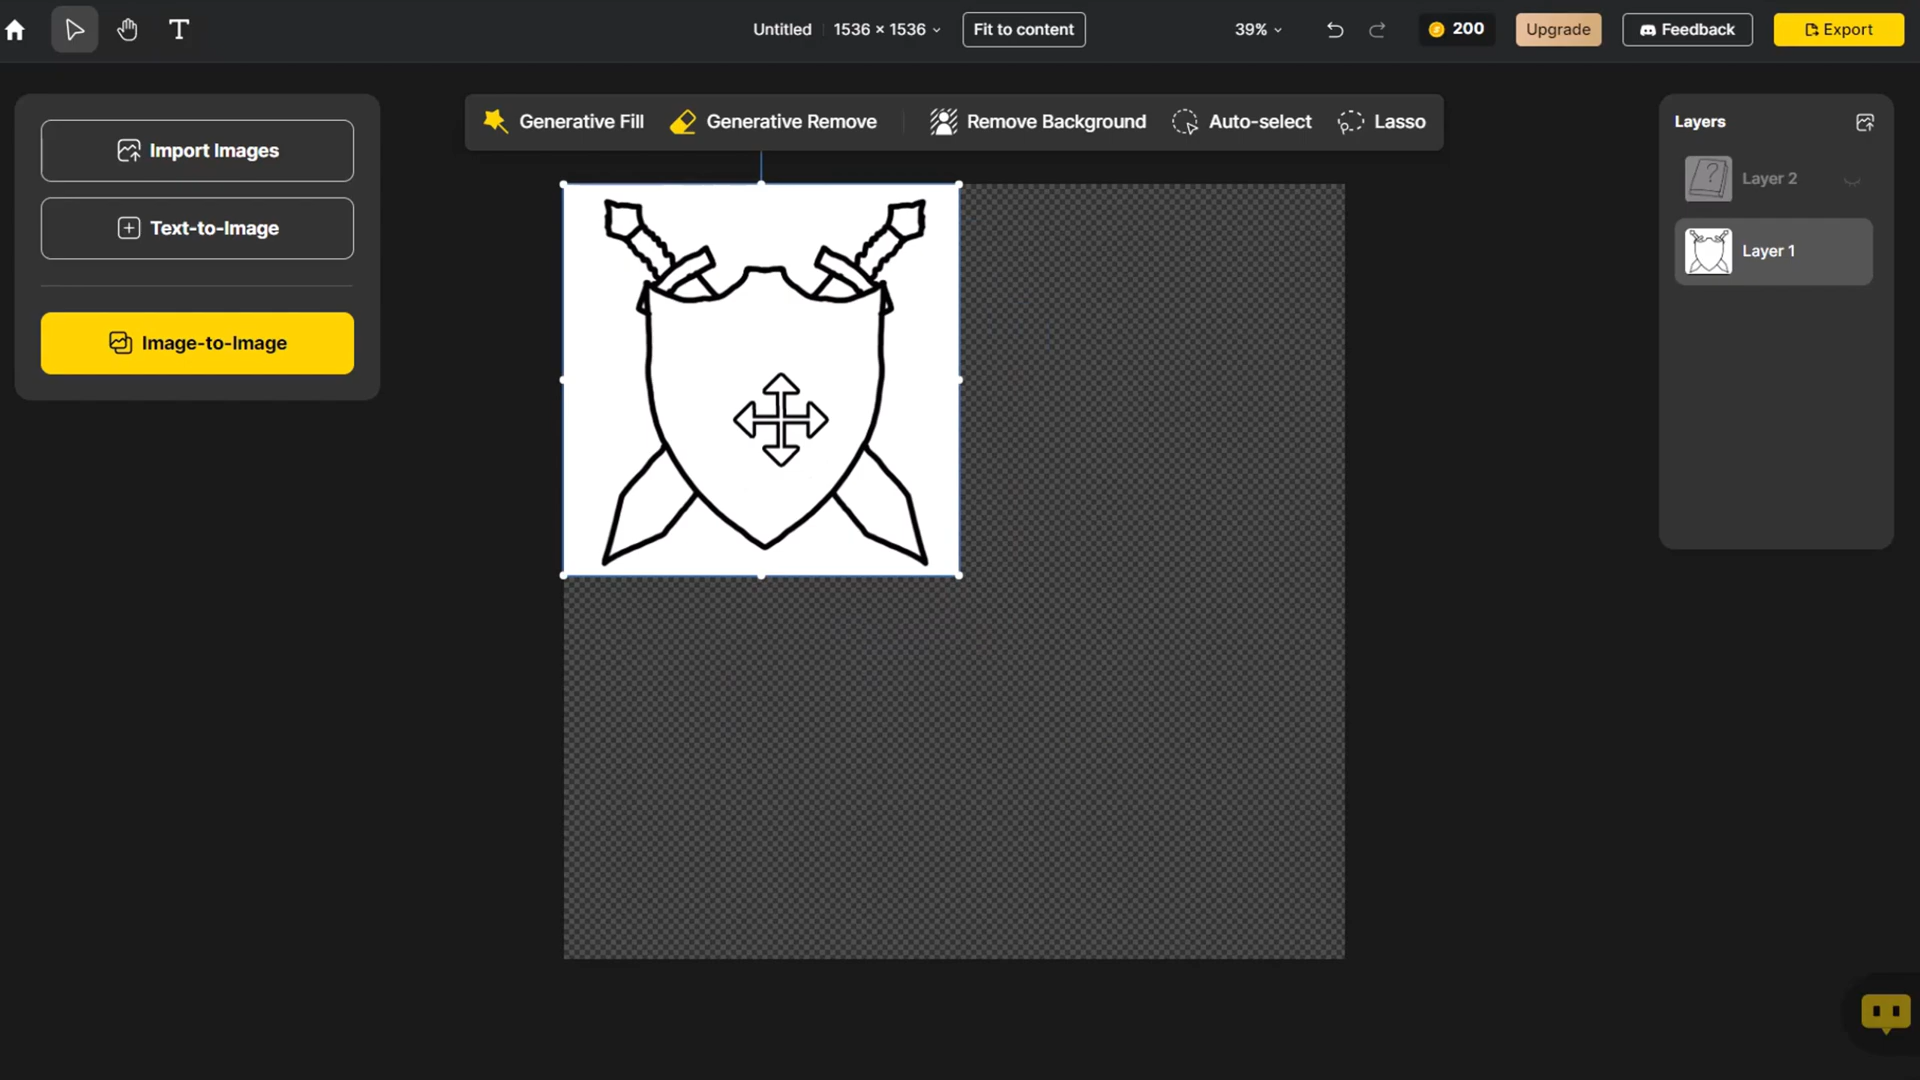 Untitled 1536 × 1536 Fit to content 39% 200 Upgrade Feedback Export
Generative Fill Generative Remove Remove Background Auto-select Lasso
Import Images
Text-to-Image
Image-to-Image
Layers
? Layer 2
Layer 1